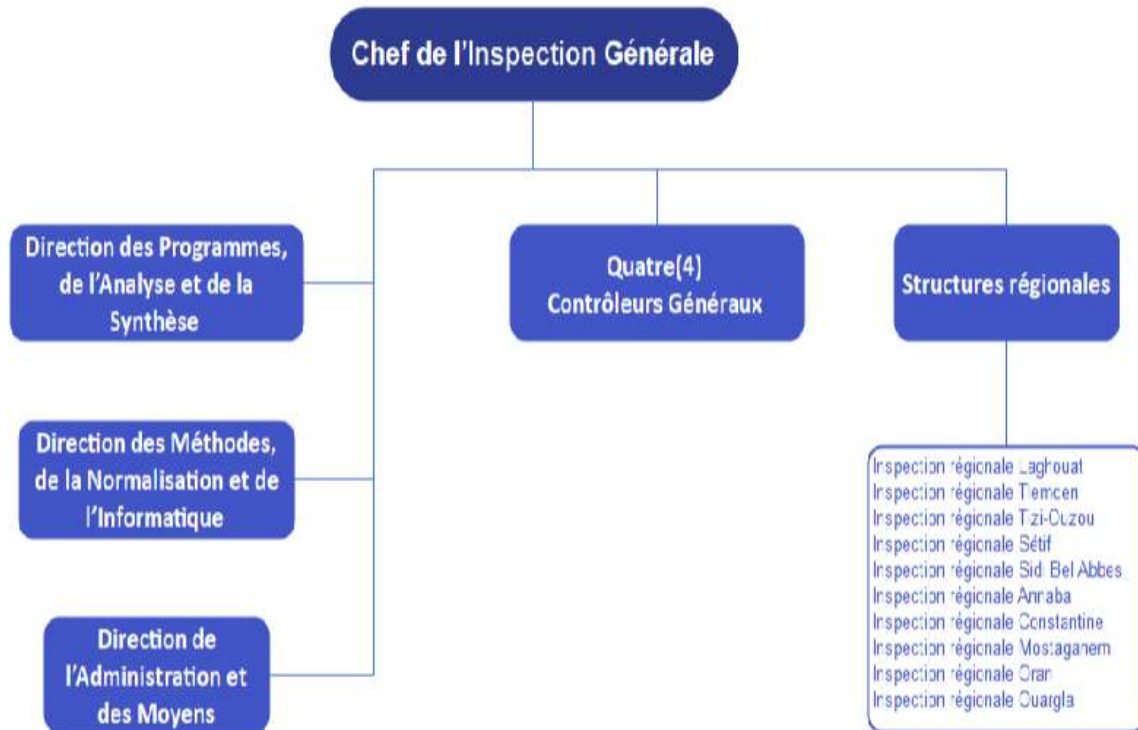 Chef de l'Inspection Générale
Direction des Programmes,
de l'Analyse et de la
Synthèse
Quatre(4)
Contrôleurs Généraux
Structures régionales
Direction des Méthodes,
de la Normalisation et de
l'Informatique
Direction de
l'Administration et
des Moyens
Inspection régionale Laghouat
Inspection régionale Tlemcen
Inspection régionale Tizi-Ouzou
Inspection régionale Sétif
Inspection régionale Sidi Bel Abbes
Inspection régionale Annaba
Inspection régionale Constantine
Inspection régionale Mostaganem
Inspection régionale Oran
Inspection régionale Ouargla